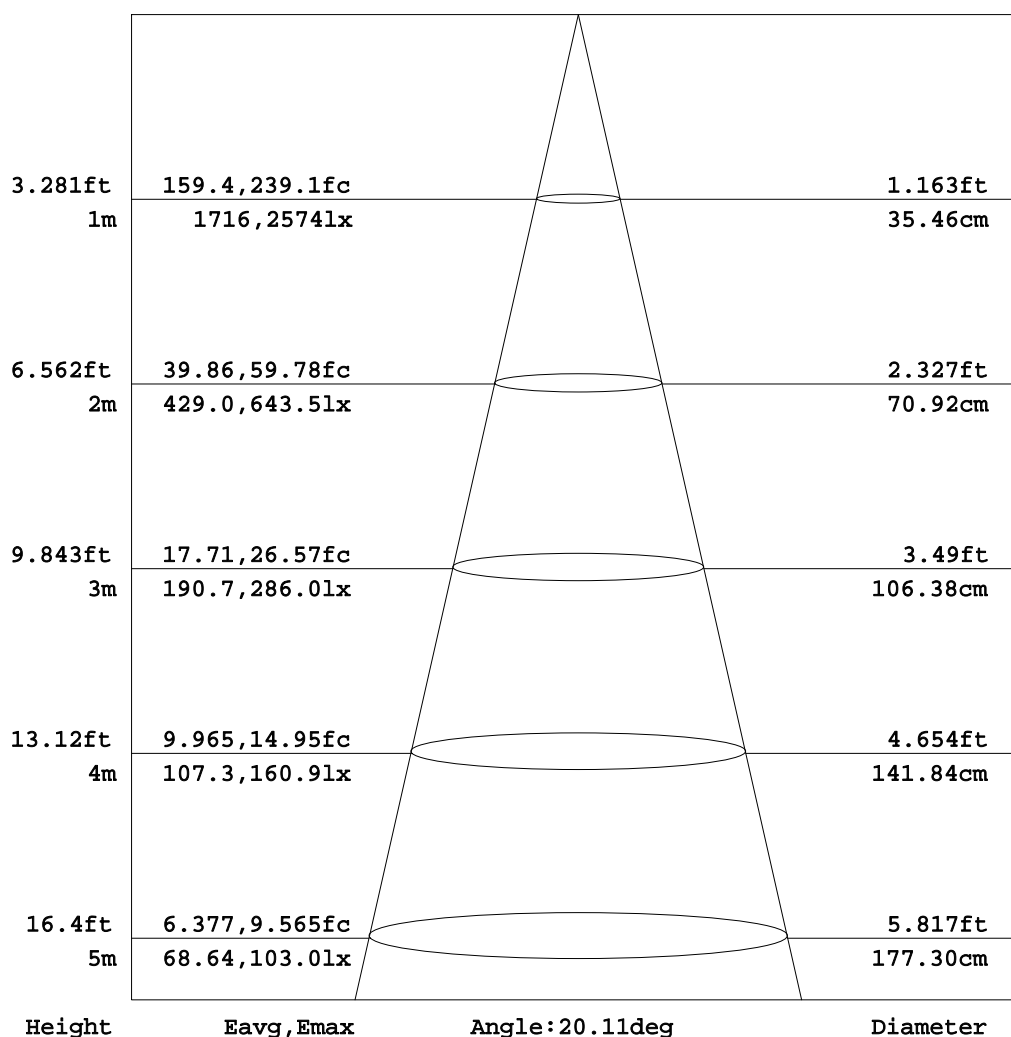 3.281ft 159.4,239.1fc 1.163ft
1m 1716,2574lx 35.46cm
6.562ft 39.86,59.78fc 2.327ft
2m 429.0,643.5lx 70.92cm
9.843ft 17.71,26.57fc 3.49ft
3m 190.7,286.0lx 106.38cm
13.12ft 9.965,14.95fc 4.654ft
4m 107.3,160.9lx 141.84cm
16.4ft 6.377,9.565fc 5.817ft
5m 68.64,103.0lx 177.30cm
Height Eavg,Emax Angle:20.11deg Diameter